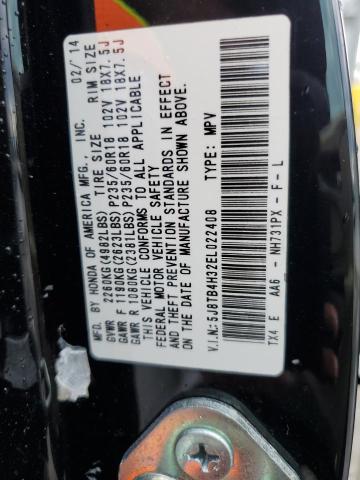 MFD. BY HONDA OF AMERICA MFG., INC. 02/'14
TIRE SIZE RIM SIZE
GVWR 2260KG(4982LBS) P235/60R18 102V 18X7.5J
GAWR F 1190KG(2623LBS) P235/60R18 102V 18X7.5J
GAWR R 1080KG(2381LBS)
THIS VEHICLE CONFORMS TO ALL APPLICABLE
FEDERAL MOTOR VEHICLE SAFETY
AND THEFT PREVENTION STANDARDS IN EFFECT
ON THE DATE OF MANUFACTURE SHOWN ABOVE.
V.I.N:5J8TB4H32EL022408 TYPE: MPV
TX4 E AA6 - NH731PX - F - L